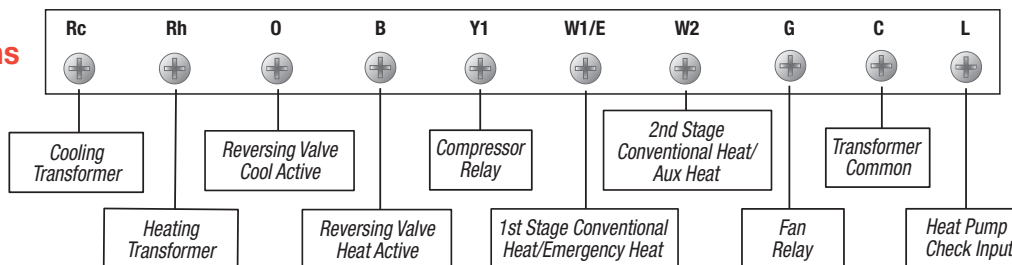 Rc Rh O B Y1 W1/E W2 G C L
Cooling
Transformer
Heating
Transformer
Reversing Valve
Cool Active
Reversing Valve
Heat Active
Compressor
Relay
1st Stage Conventional
Heat/Emergency Heat
2nd Stage
Conventional Heat/
Aux Heat
Fan
Relay
Transformer
Common
Heat Pump
Check Input